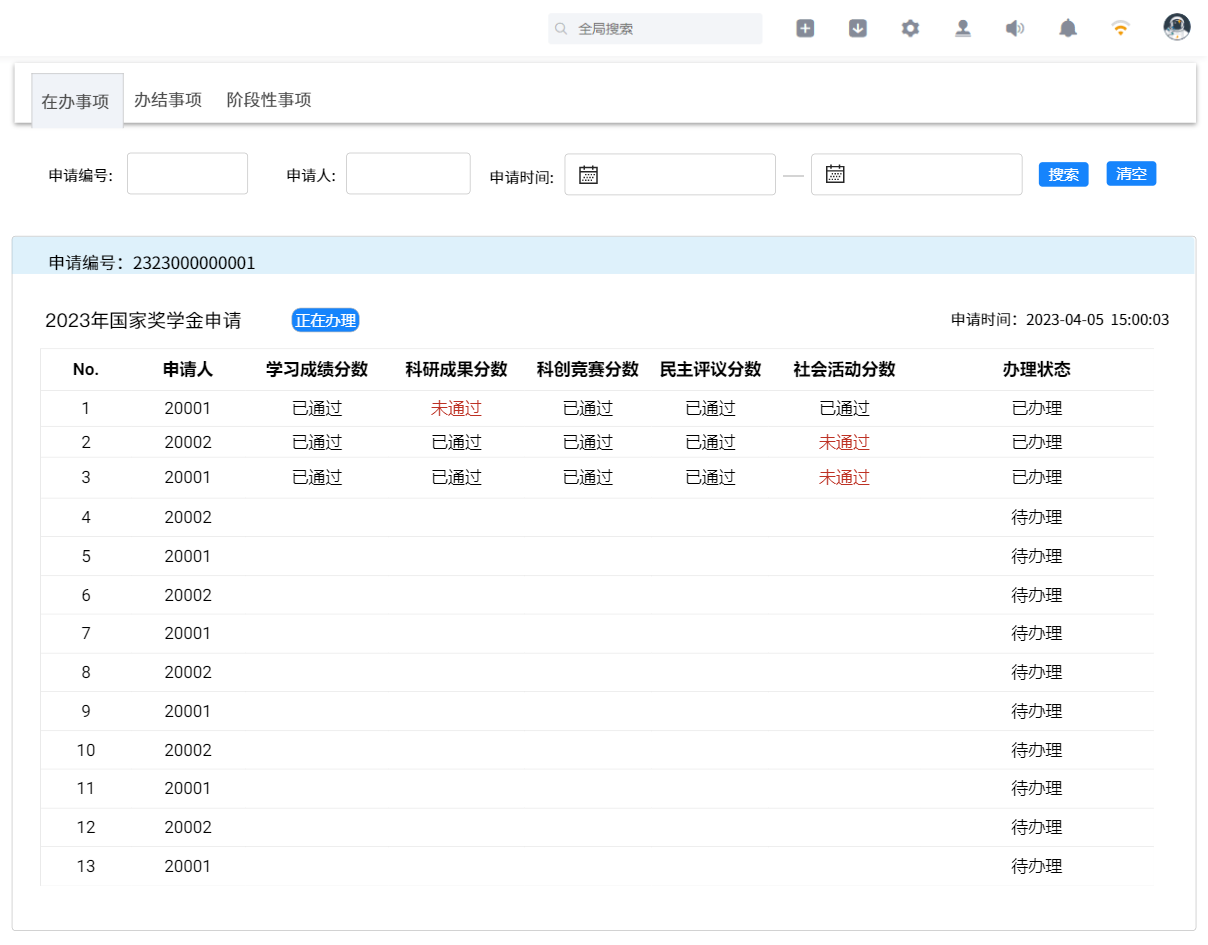 全局搜索
在办事项 办结事项 阶段性事项
申请编号: 申请人: 申请时间: — 搜索 清空
申请编号：2323000000001
2023年国家奖学金申请 正在办理 申请时间：2023-04-05 15:00:03
No. 申请人 学习成绩分数 科研成果分数 科创竞赛分数 民主评议分数 社会活动分数 办理状态
1 20001 已通过 未通过 已通过 已通过 已通过 已办理
2 20002 已通过 已通过 已通过 已通过 未通过 已办理
3 20001 已通过 已通过 已通过 已通过 未通过 已办理
4 20002 待办理
5 20001 待办理
6 20002 待办理
7 20001 待办理
8 20002 待办理
9 20001 待办理
10 20002 待办理
11 20001 待办理
12 20002 待办理
13 20001 待办理